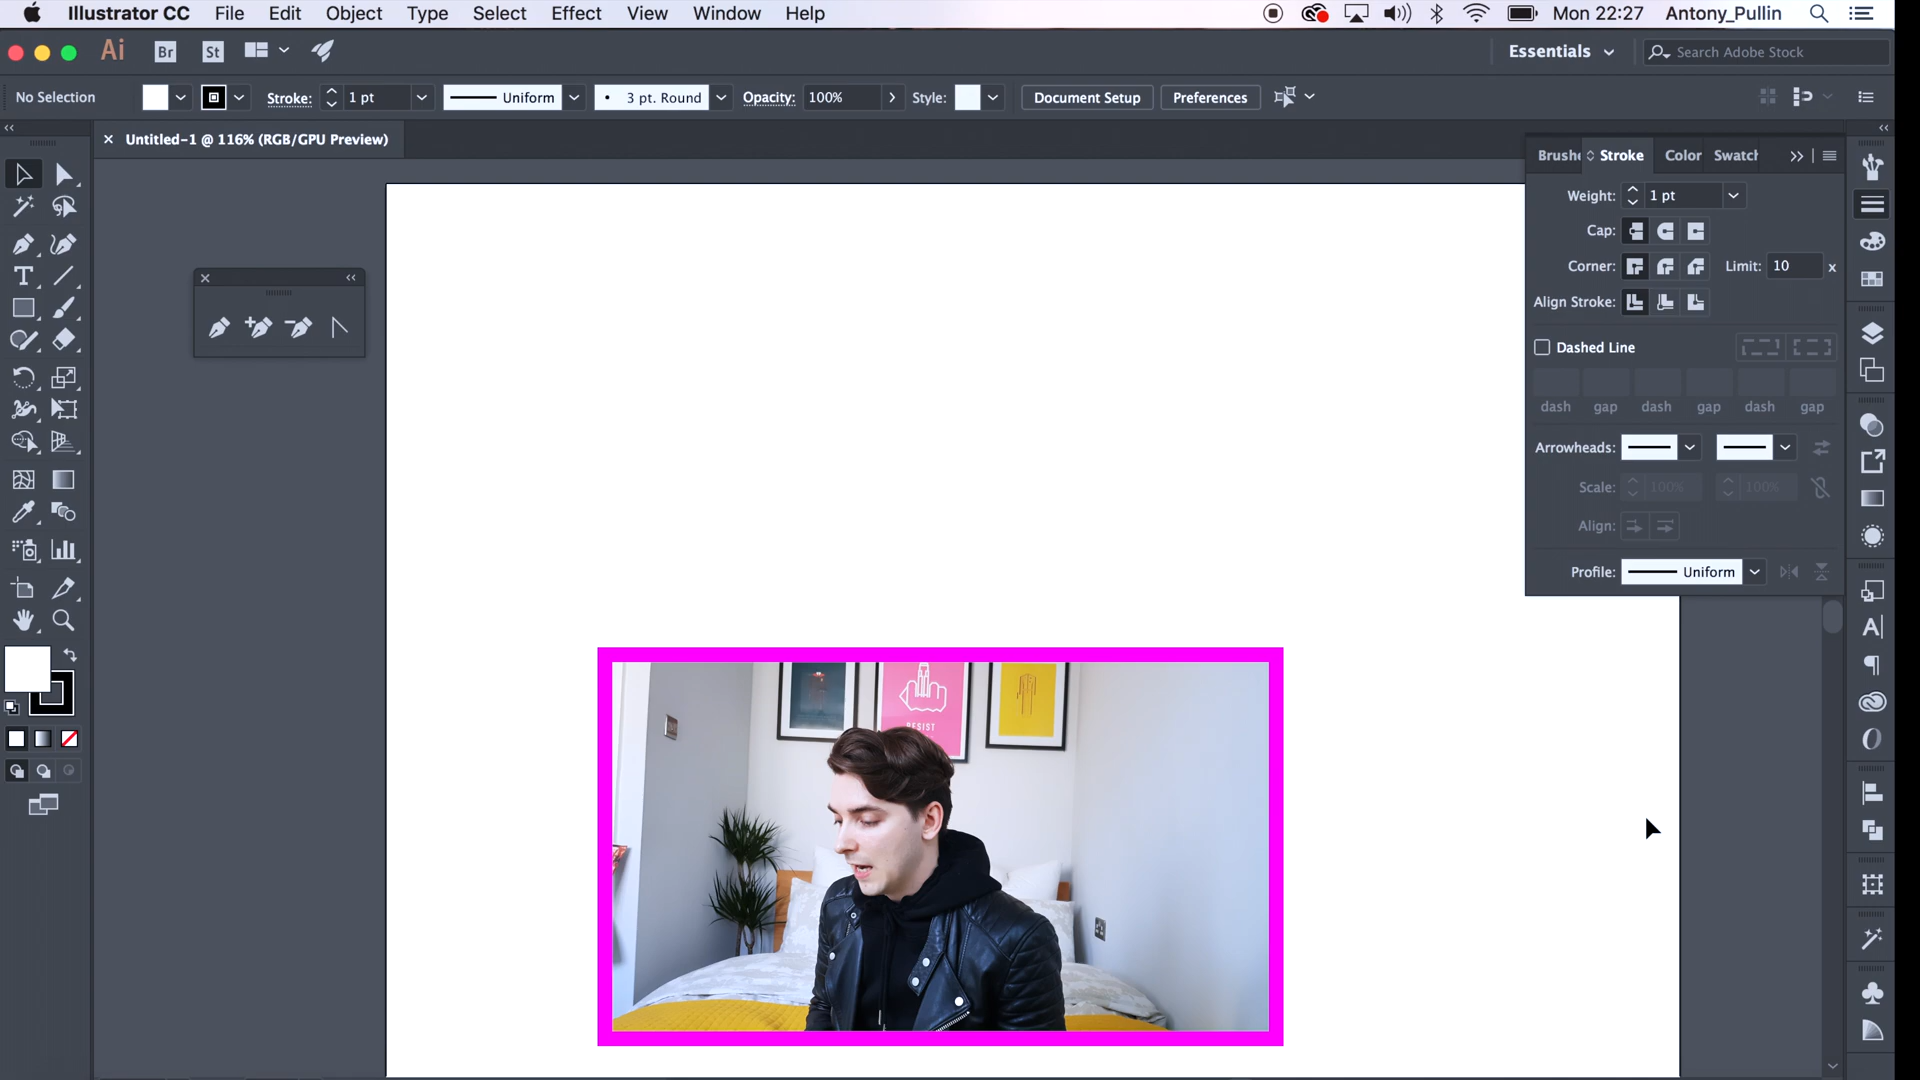 Illustrator CC File Edit Object Type Select Effect View Window Help Mon 22:27 Antony_Pullin
Ai Br St Essentials Search Adobe Stock
No Selection Stroke: 1 pt Uniform 3 pt. Round Opacity: 100% Style: Document Setup Preferences
Untitled-1 @ 116% (RGB/GPU Preview)
Brushe Stroke Color Swatch
Weight: 1 pt
Cap:
Corner: Limit: 10 x
Align Stroke:
Dashed Line
dash gap dash gap dash gap
Arrowheads:
Scale: 100% 100%
Align:
Profile: Uniform
RESIST